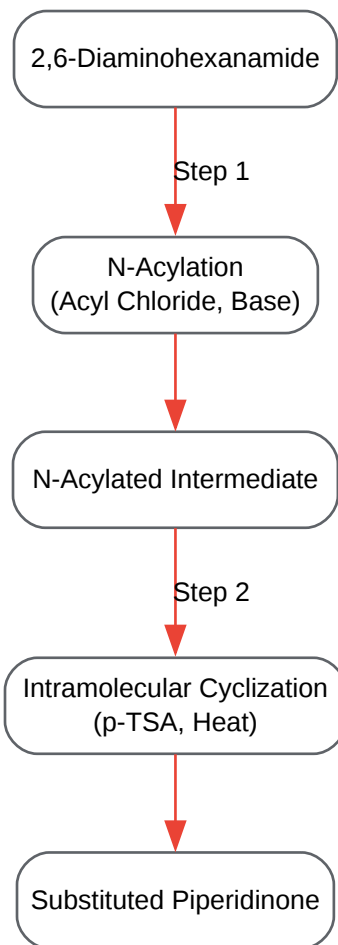 2,6-Diaminohexanamide
Step 1
N-Acylation
(Acyl Chloride, Base)
N-Acylated Intermediate
Step 2
Intramolecular Cyclization
(p-TSA, Heat)
Substituted Piperidinone